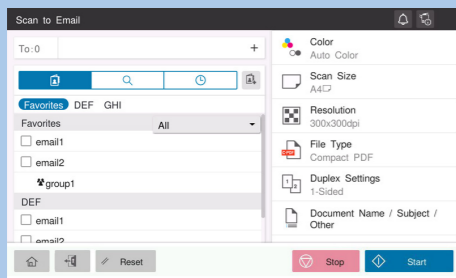 Scan to Email
To:0
+
Favorites DEF GHI
Favorites All
email1
email2
group1
DEF
email1
email2
Color
Auto Color
Scan Size
A4
Resolution
300x300dpi
File Type
Compact PDF
Duplex Settings
1-Sided
Document Name / Subject /
Other
Reset
Stop
Start